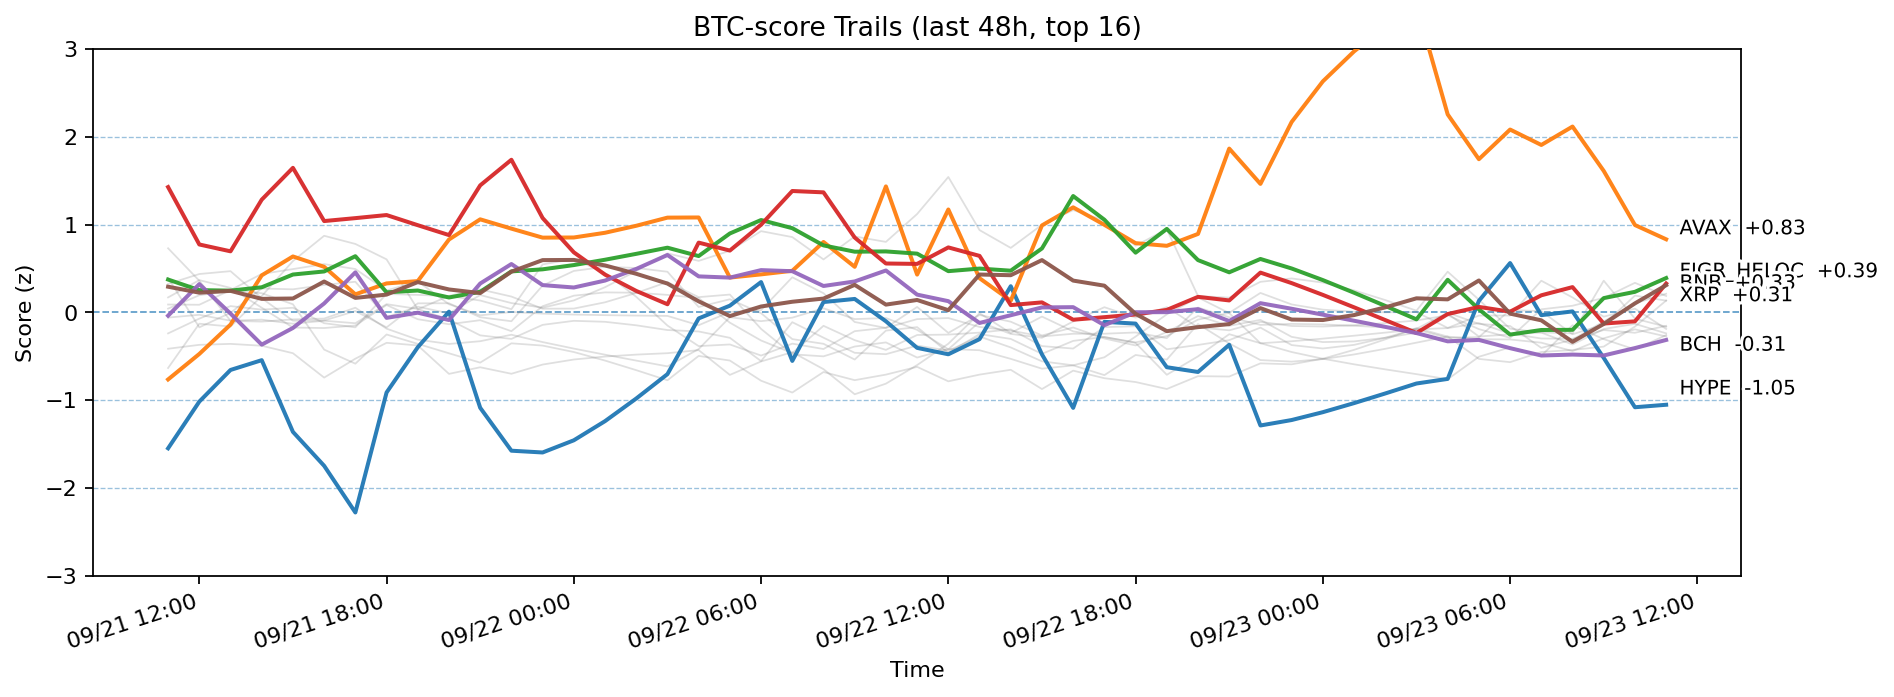 BTC-score Trails (last 48h, top 16)
Score (z)
3
2
1
0
−1
−2
−3
AVAX +0.83
FIGR_HELOC +0.39
BNB +0.33
XRP +0.31
BCH -0.31
HYPE -1.05
09/21 12:00
09/21 18:00
09/22 00:00
09/22 06:00
09/22 12:00
09/22 18:00
09/23 00:00
09/23 06:00
09/23 12:00
Time